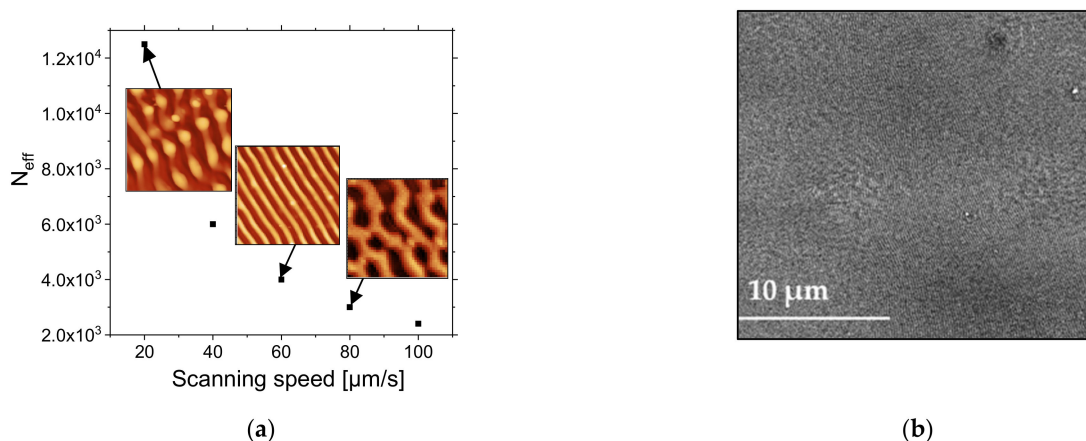 1.2x10⁴
1.0x10⁴
8.0x10³
6.0x10³
4.0x10³
2.0x10³
N_eff
20 40 60 80 100
Scanning speed [µm/s]
10 µm
(a) (b)